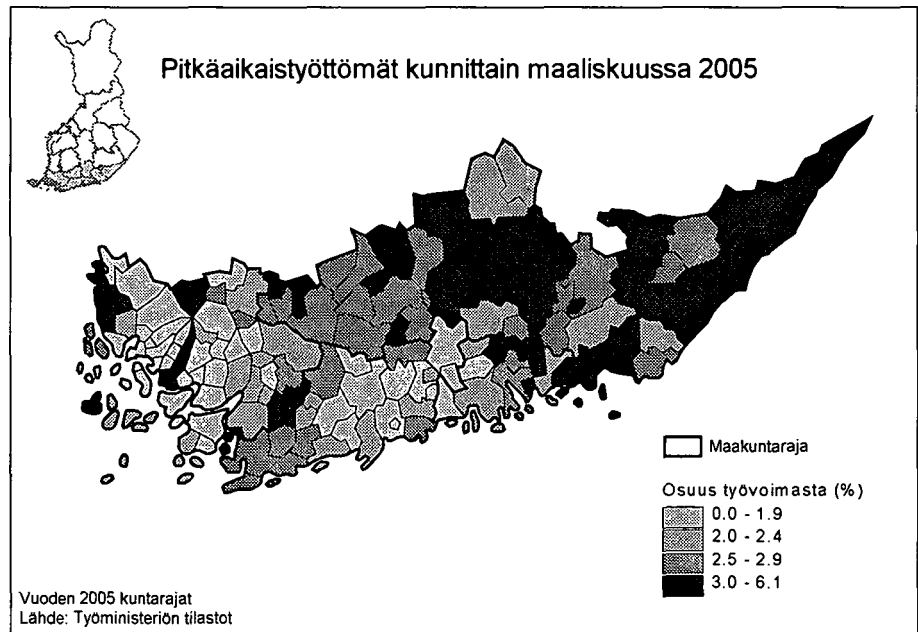 Pitkäaikaistyöttömät kunnittain maaliskuussa 2005
Maakuntaraja
Osuus työvoimasta (%)
0.0 - 1.9
2.0 - 2.4
2.5 - 2.9
3.0 - 6.1
Vuoden 2005 kuntarajat
Lähde: Työministeriön tilastot